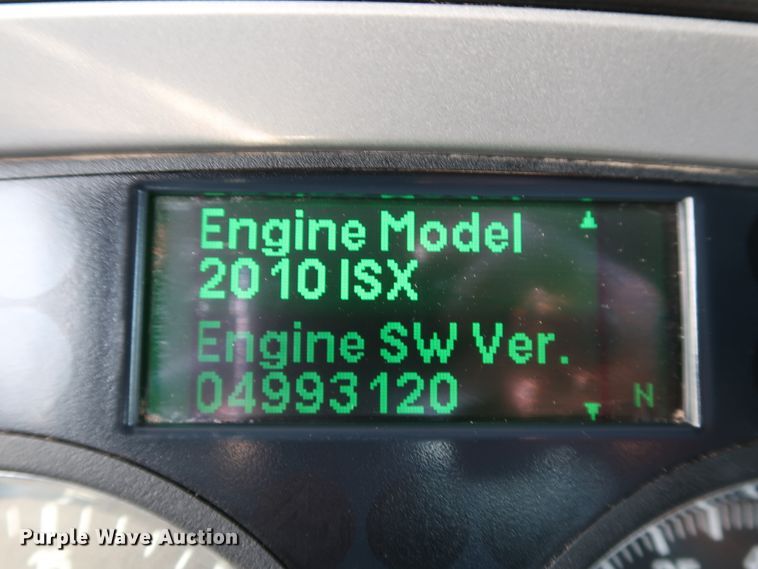 Engine Model
2010 ISX
Engine SW Ver.
04993120
N
Purple Wave Auction